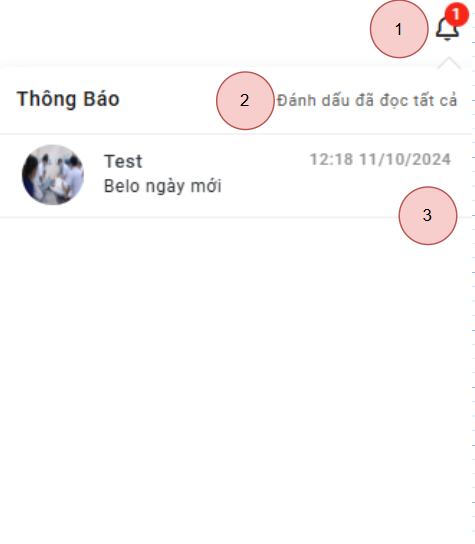 1
1
Thông Báo
2
Đánh dấu đã đọc tất cả
Test
12:18 11/10/2024
Belo ngày mới
3